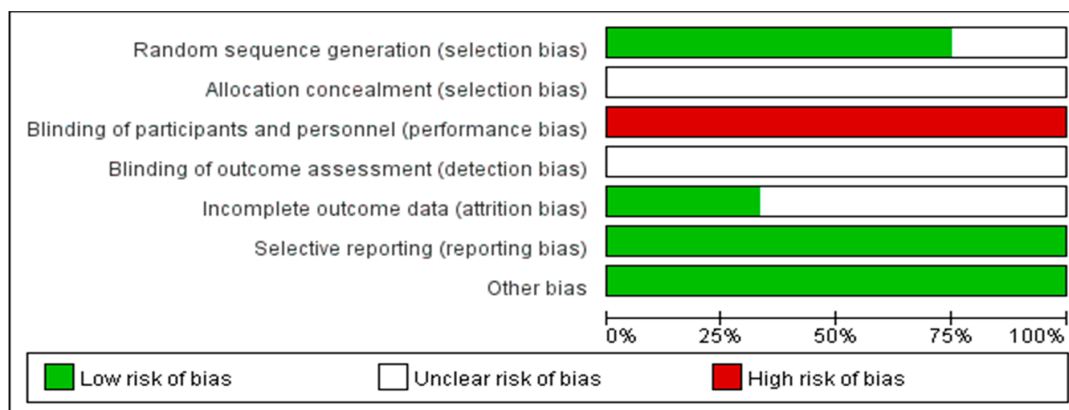 Random sequence generation (selection bias)
Allocation concealment (selection bias)
Blinding of participants and personnel (performance bias)
Blinding of outcome assessment (detection bias)
Incomplete outcome data (attrition bias)
Selective reporting (reporting bias)
Other bias
0% 25% 50% 75% 100%
Low risk of bias Unclear risk of bias High risk of bias